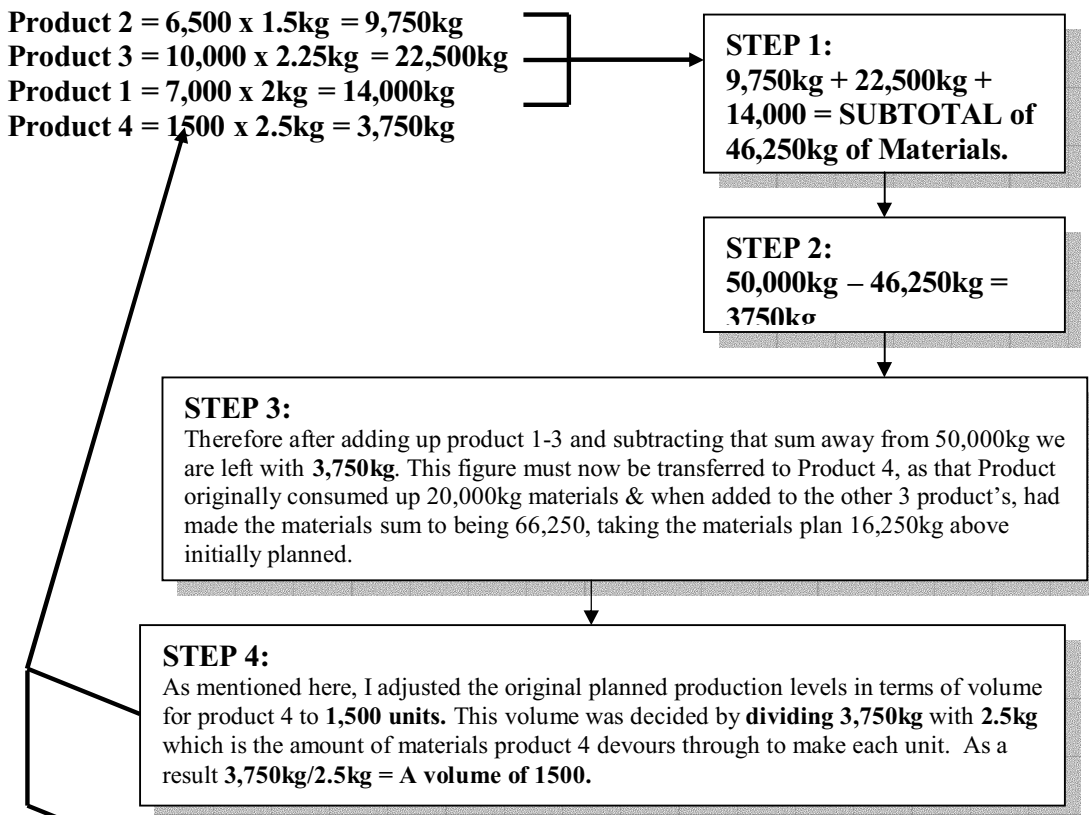 Product 2 = 6,500 x 1.5kg = 9,750kg
Product 3 = 10,000 x 2.25kg = 22,500kg
Product 1 = 7,000 x 2kg = 14,000kg
Product 4 = 1500 x 2.5kg = 3,750kg
STEP 1:
9,750kg + 22,500kg +
14,000 = SUBTOTAL of
46,250kg of Materials.
STEP 2:
50,000kg – 46,250kg =
3750kg
STEP 3:
Therefore after adding up product 1-3 and subtracting that sum away from 50,000kg we
are left with 3,750kg. This figure must now be transferred to Product 4, as that Product
originally consumed up 20,000kg materials & when added to the other 3 product’s, had
made the materials sum to being 66,250, taking the materials plan 16,250kg above
initially planned.
STEP 4:
As mentioned here, I adjusted the original planned production levels in terms of volume
for product 4 to 1,500 units. This volume was decided by dividing 3,750kg with 2.5kg
which is the amount of materials product 4 devours through to make each unit.  As a
result 3,750kg/2.5kg = A volume of 1500.